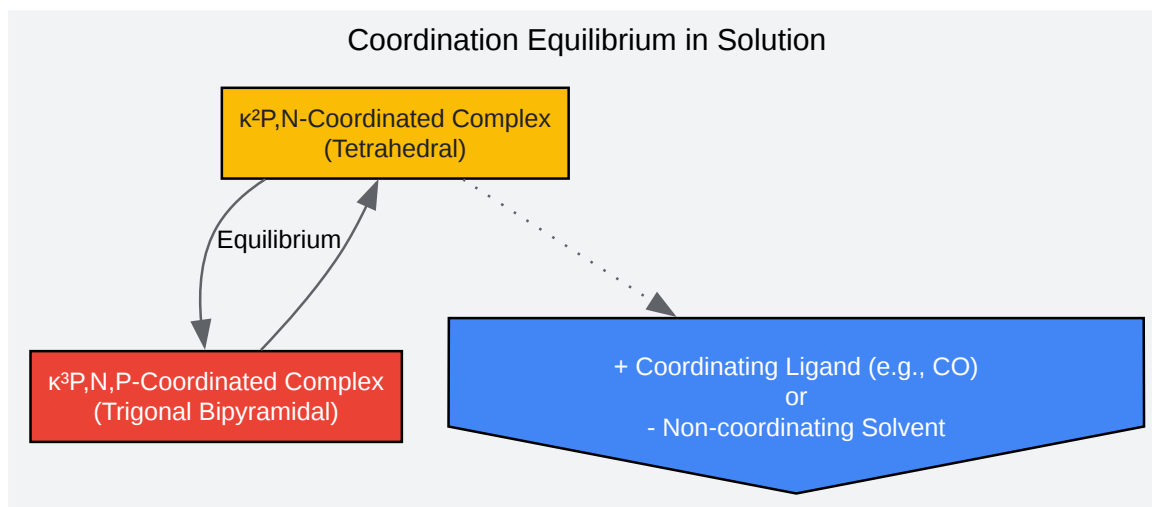 Coordination Equilibrium in Solution
κ²P,N-Coordinated Complex
(Tetrahedral)
Equilibrium
κ³P,N,P-Coordinated Complex
(Trigonal Bipyramidal)
+ Coordinating Ligand (e.g., CO)
or
- Non-coordinating Solvent